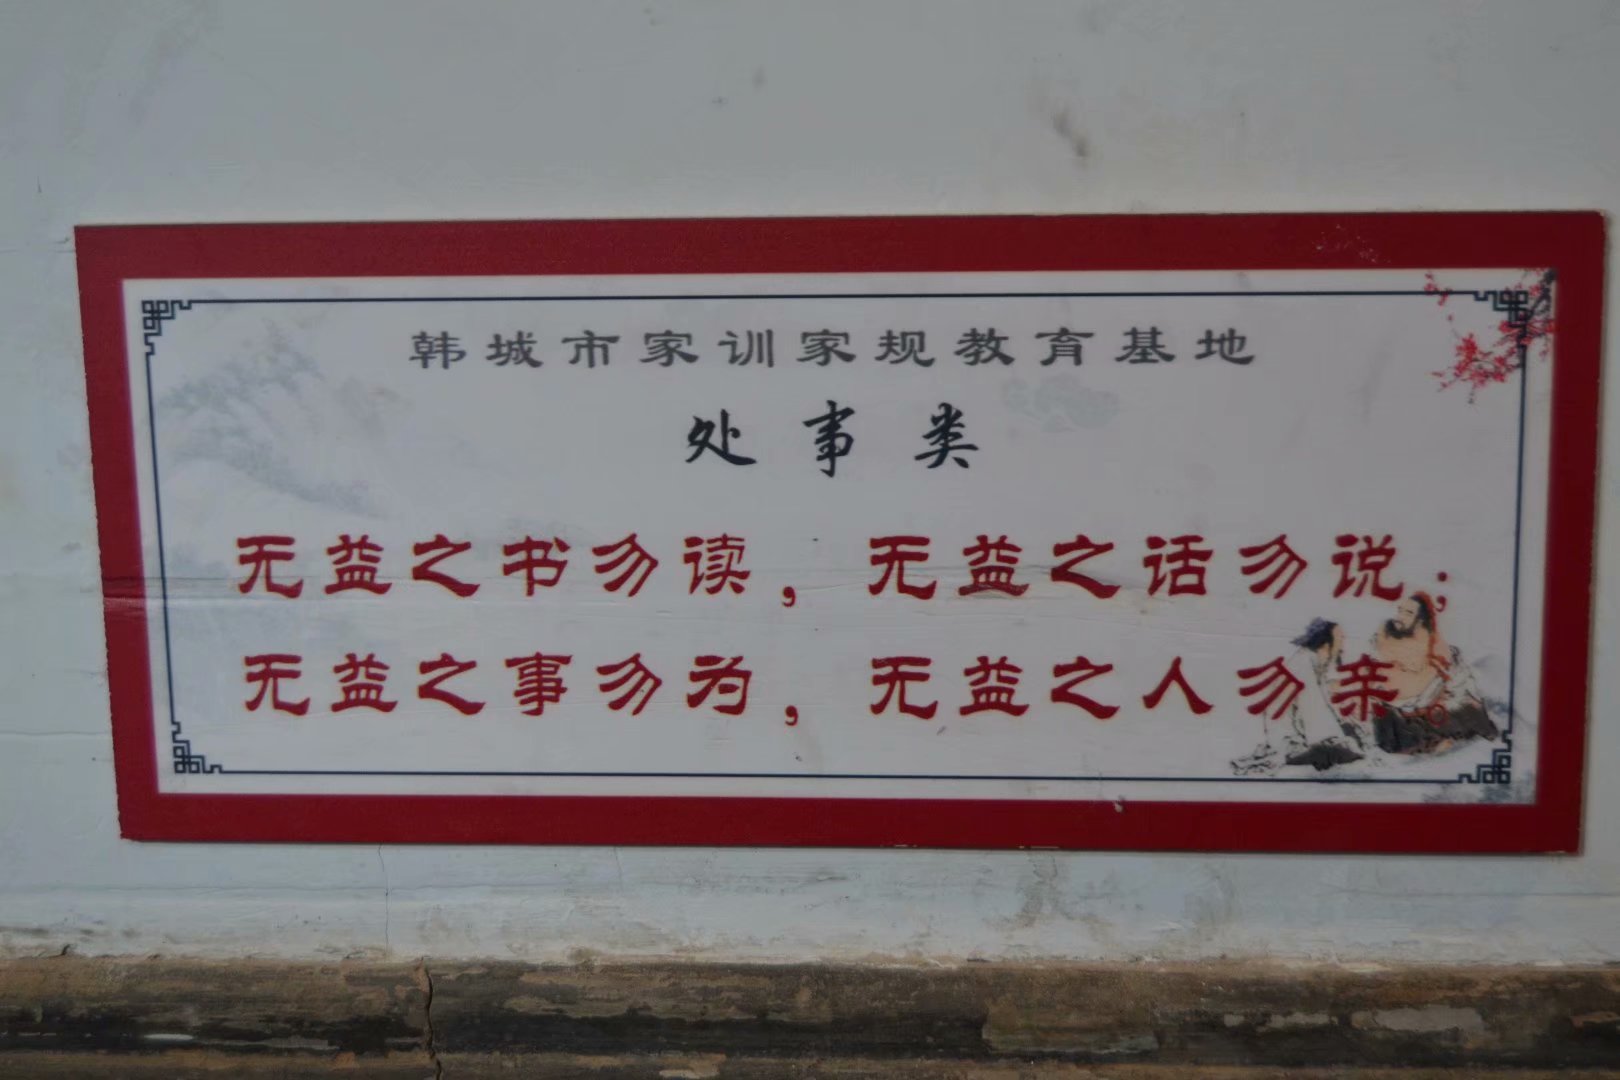 韩城市家训家规教育基地
处事类
无益之书勿读，无益之话勿说；
无益之事勿为，无益之人勿亲。